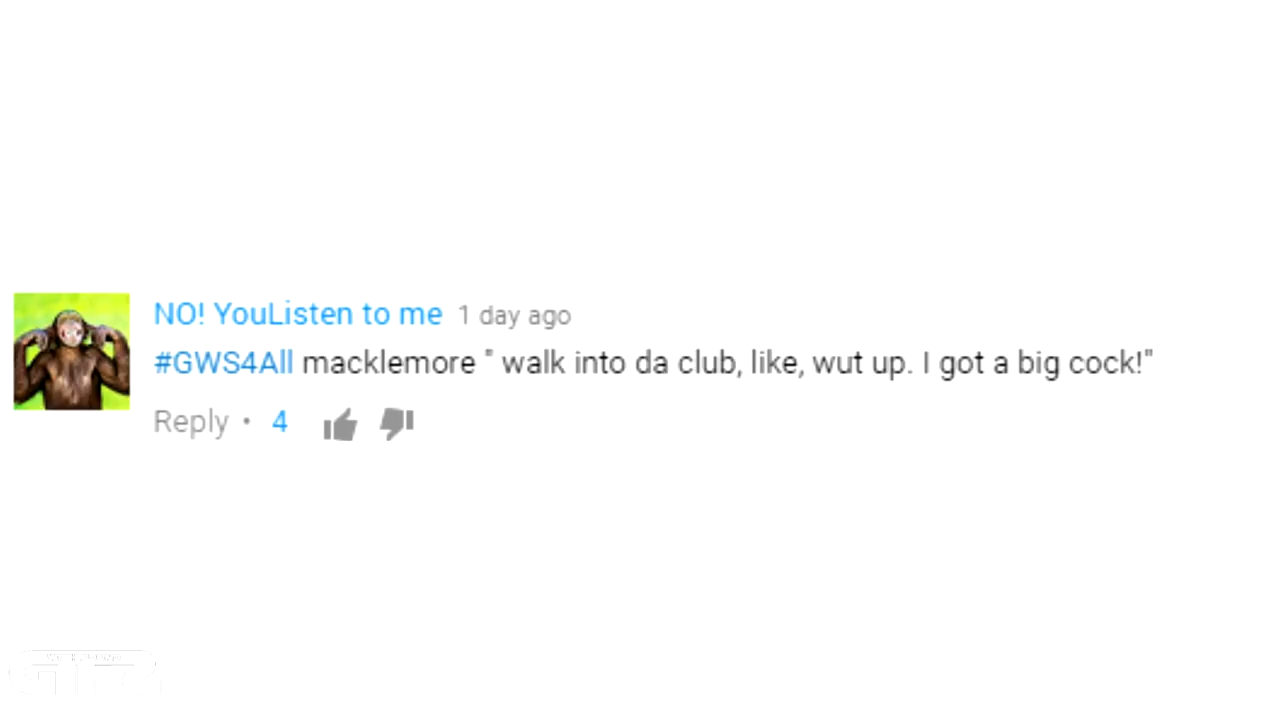 NO! YouListen to me 1 day ago
#GWS4All macklemore " walk into da club, like, wut up. I got a big cock!"
Reply • 4